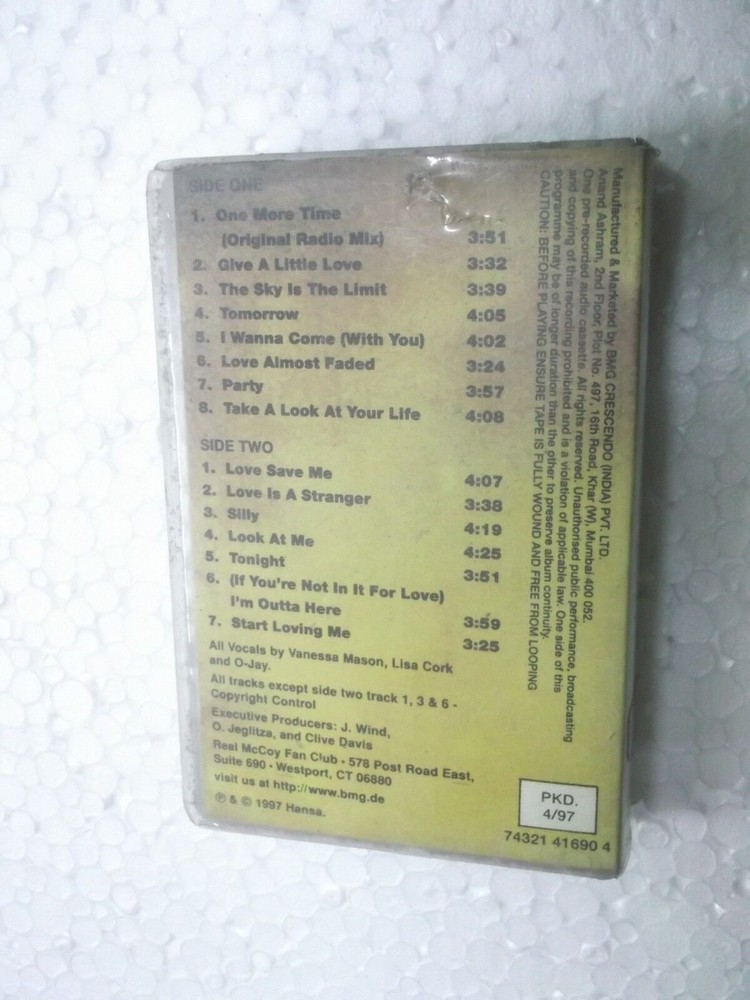 SIDE ONE
1. One More Time
(Original Radio Mix) 3:51
2. Give A Little Love 3:32
3. The Sky Is The Limit 3:39
4. Tomorrow 4:05
5. I Wanna Come (With You) 4:02
6. Love Almost Faded 3:24
7. Party 3:57
8. Take A Look At Your Life 4:08
SIDE TWO
1. Love Save Me 4:07
2. Love Is A Stranger 3:38
3. Silly 4:19
4. Look At Me 4:25
5. Tonight 3:51
6. (If You're Not In It For Love)
I'm Outta Here 3:59
7. Start Loving Me 3:25
All Vocals by Vanessa Mason, Lisa Cork
and O-Jay.
All tracks except side two track 1, 3 & 6 -
Copyright Control
Executive Producers: J. Wind,
O. Jeglitza, and Clive Davis
Real McCoy Fan Club • 578 Post Road East,
Suite 690 • Westport, CT 06880
visit us at http://www.bmg.de
℗ & © 1997 Hansa.
Manufactured & Marketed by BMG CRESCENDO (INDIA) PVT. LTD.
Anand Ashram, 2nd Floor, Plot No. 497, 16th Road, Khar (W), Mumbai 400 052.
One pre-recorded audio cassette. All rights reserved. Unauthorised public performance, broadcasting
and copying of this recording prohibited and is a violation of applicable law. One side of this
programme may be of longer duration than the other to preserve album continuity.
CAUTION: BEFORE PLAYING ENSURE TAPE IS FULLY WOUND AND FREE FROM LOOPING
PKD.
4/97
74321 41690 4